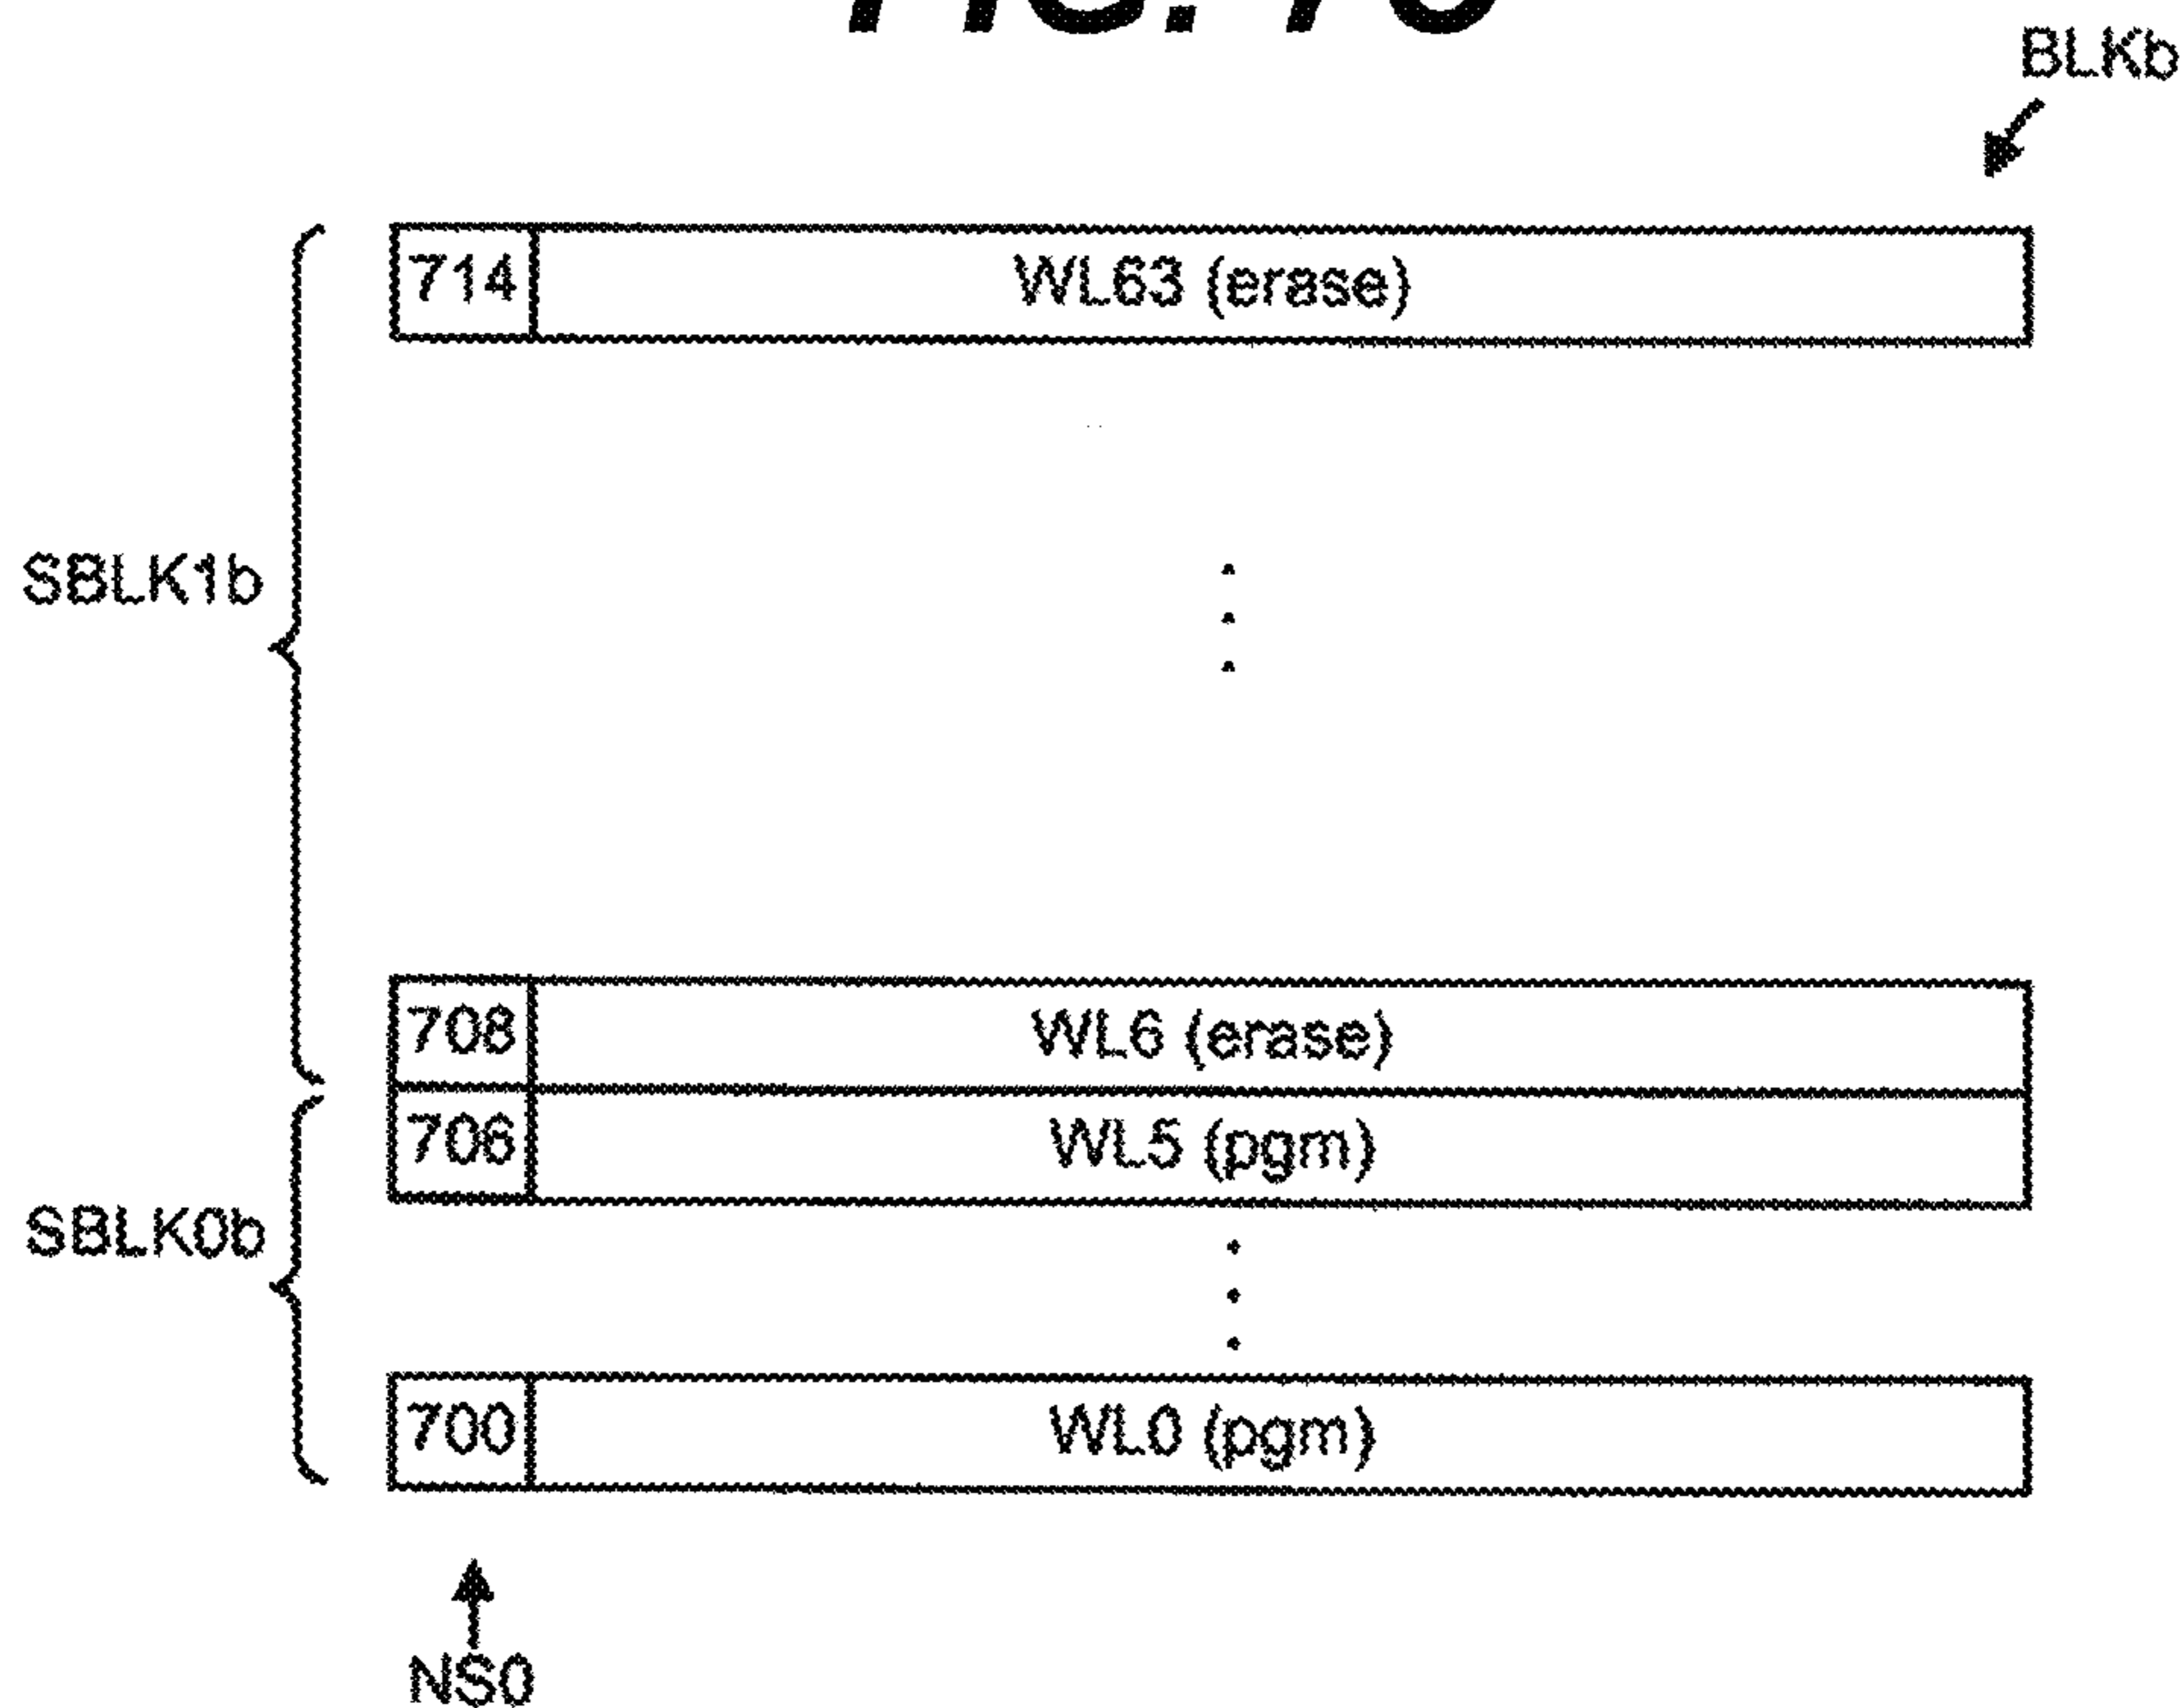 BLKb
714 WL63 (erase)
SBLK1b
708 WL6 (erase)
706 WL5 (pgm)
SBLK0b
700 WL0 (pgm)
NS0